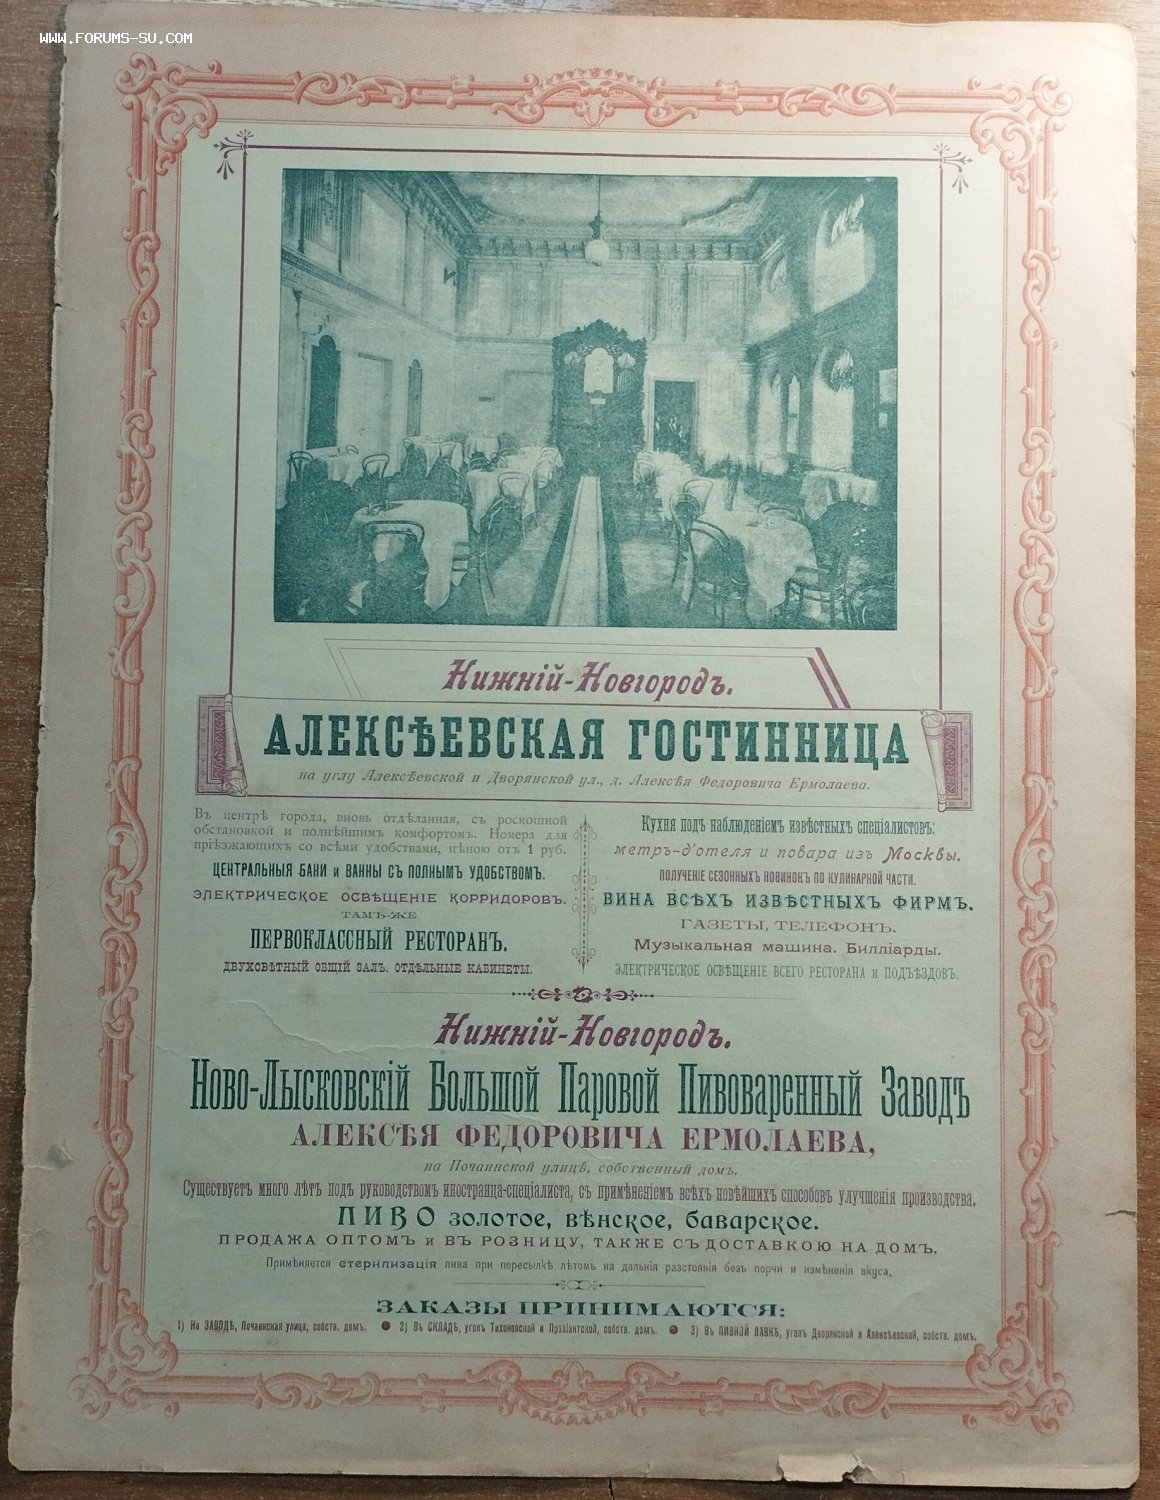 WWW.FORUMS-SU.COM
Нижній-Новгородъ.
АЛЕКСѢЕВСКАЯ ГОСТИННИЦА
на углу Алексѣевской и Дворянской ул., д. Алексѣя Федоровича Ермолаева.
Въ центрѣ города, вновь отдѣланная, съ роскошной
обстановкой и полнѣйшимъ комфортомъ. Номера для
пріѣзжающихъ со всѣми удобствами, цѣною отъ 1 руб.
ЦЕНТРАЛЬНЫЯ БАНИ и ВАННЫ СЪ ПОЛНЫМЪ УДОБСТВОМЪ.
ЭЛЕКТРИЧЕСКОЕ ОСВѢЩЕНІЕ КОРРИДОРОВЪ.
ТАМЪ-ЖЕ
ПЕРВОКЛАССНЫЙ РЕСТОРАНЪ.
ДВУХСВѢТНЫЙ ОБЩІЙ ЗАЛЪ. ОТДѢЛЬНЫЕ КАБИНЕТЫ.
Кухня подъ наблюденіемъ извѣстныхъ спеціалистовъ:
метръ-д'отеля и повара изъ Москвы.
ПОЛУЧЕНІЕ СЕЗОННЫХЪ НОВИНОКЪ ПО КУЛИНАРНОЙ ЧАСТИ.
ВИНА ВСѢХЪ ИЗВѢСТНЫХЪ ФИРМЪ.
ГАЗЕТЫ, ТЕЛЕФОНЪ.
Музыкальная машина. Билліарды.
ЭЛЕКТРИЧЕСКОЕ ОСВѢЩЕНІЕ ВСЕГО РЕСТОРАНА и ПОДЪѢЗДОВЪ.
Нижній-Новгородъ.
Ново-Лысковскій Большой Паровой Пивоваренный Заводъ
АЛЕКСѢЯ ФЕДОРОВИЧА ЕРМОЛАЕВА,
на Почаинской улицѣ, собственный домъ.
Существуетъ много лѣтъ подъ руководствомъ иностранца-спеціалиста, съ примѣненіемъ всѣхъ новѣйшихъ способовъ улучшенія производства.
ПИВО золотое, вѣнское, баварское.
ПРОДАЖА ОПТОМЪ и ВЪ РОЗНИЦУ, ТАКЖЕ СЪ ДОСТАВКОЮ НА ДОМЪ.
Примѣняется стерилизація пива при пересылкѣ лѣтомъ на дальнія разстоянія безъ порчи и измѣненія вкуса.
ЗАКАЗЫ ПРИНИМАЮТСЯ:
1) На ЗАВОДѢ, Почаинская улица, собств. домъ. ● 2) Въ СКЛАДѢ, уголъ Тихоновской и Провіантской, собств. домъ. ● 3) Въ ПИВНОЙ ЛАВКѢ, уголъ Дворянской и Алексѣевской, собств. домъ.